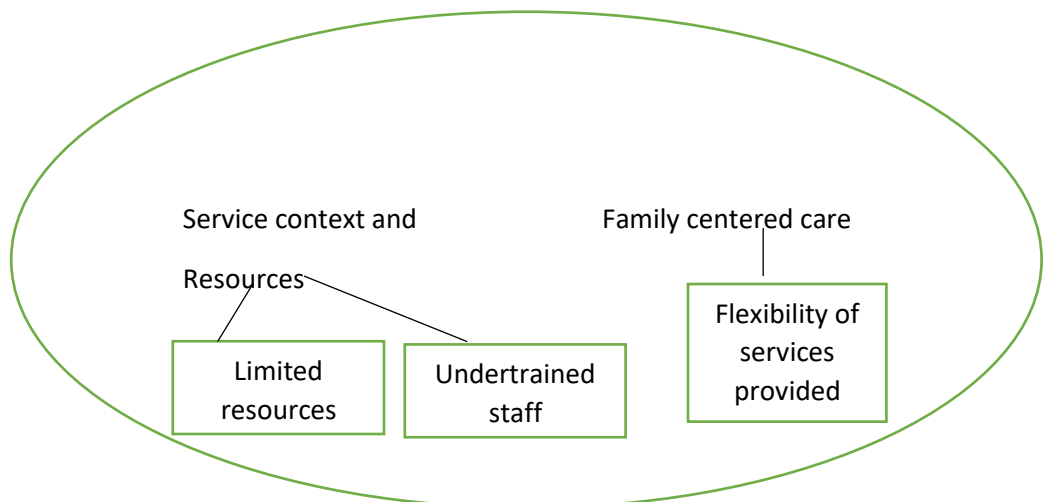 Service context and
Family centered care
Resources
Limited
resources
Undertrained
staff
Flexibility of
services
provided